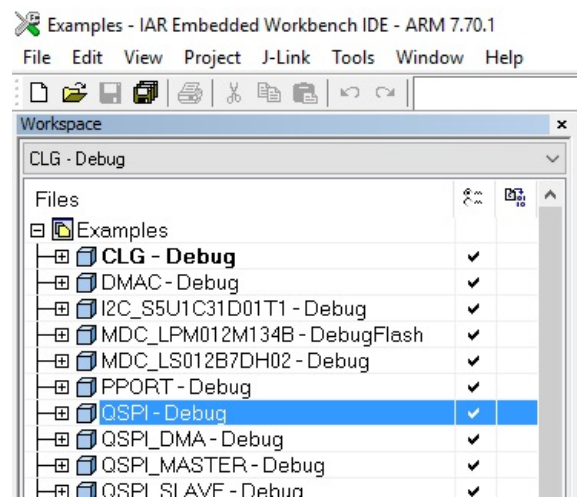 Examples - IAR Embedded Workbench IDE - ARM 7.70.1
File Edit View Project J-Link Tools Window Help
Workspace
CLG - Debug
Files
Examples
CLG - Debug
DMAC - Debug
I2C_S5U1C31D01T1 - Debug
MDC_LPM012M134B - DebugFlash
MDC_LS012B7DH02 - Debug
PPORT - Debug
QSPI - Debug
QSPI_DMA - Debug
QSPI_MASTER - Debug
QSPI_SLAVE - Debug